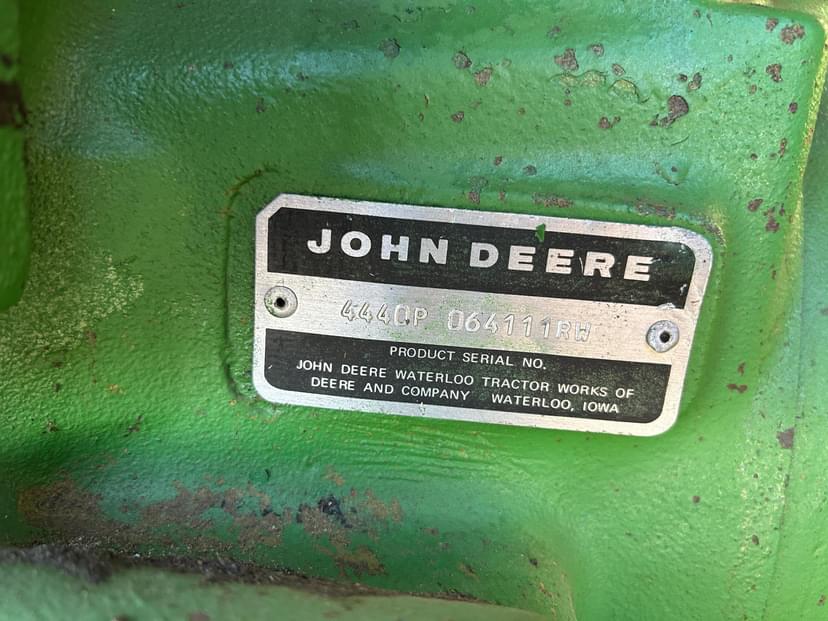 JOHN DEERE
4440P 064111RW
PRODUCT SERIAL NO.
JOHN DEERE WATERLOO TRACTOR WORKS OF
DEERE AND COMPANY WATERLOO, IOWA